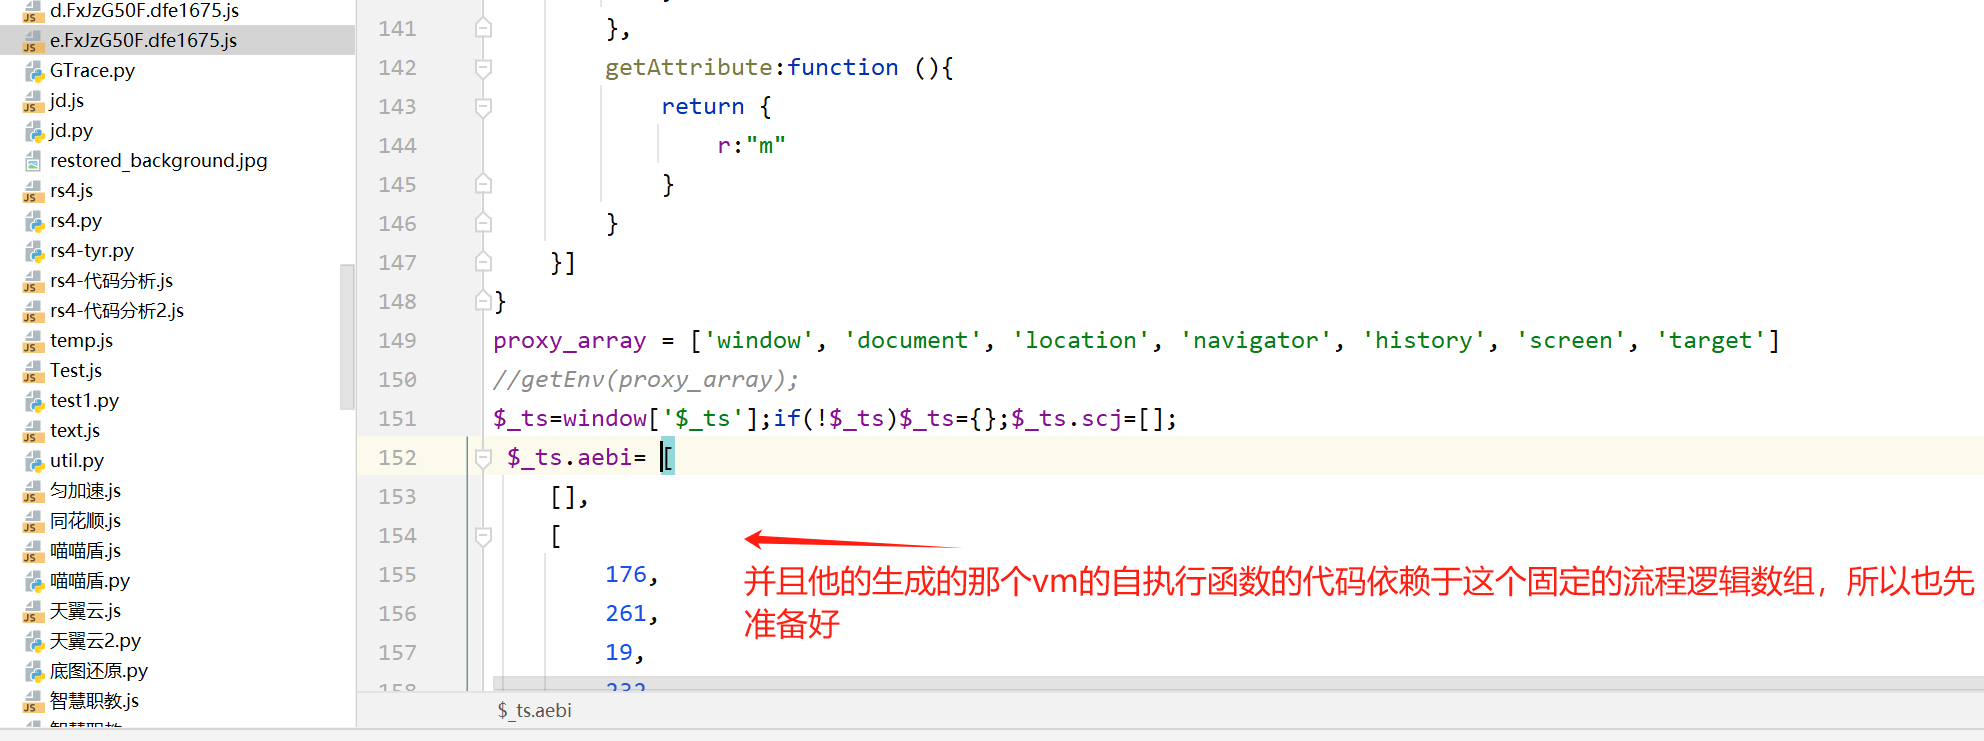 d.FxJzG50F.dfe1675.js
e.FxJzG50F.dfe1675.js
GTrace.py
jd.js
jd.py
restored_background.jpg
rs4.js
rs4.py
rs4-tyr.py
rs4-代码分析.js
rs4-代码分析2.js
temp.js
Test.js
test1.py
text.js
util.py
匀加速.js
同花顺.js
喵喵盾.js
喵喵盾.py
天翼云.js
天翼云2.py
底图还原.py
智慧职教.js
141 },
142 getAttribute:function (){
143 return {
144 r:"m"
145 }
146 }
147 }]
148 }
149 proxy_array = ['window', 'document', 'location', 'navigator', 'history', 'screen', 'target']
150 //getEnv(proxy_array);
151 $_ts=window['$_ts'];if(!$_ts)$_ts={};$_ts.scj=[];
152 $_ts.aebi= [
153 [],
154 [
155 176,
156 261,
157 19,
158 232
并且他的生成的那个vm的自执行函数的代码依赖于这个固定的流程逻辑数组，所以也先
准备好
$_ts.aebi